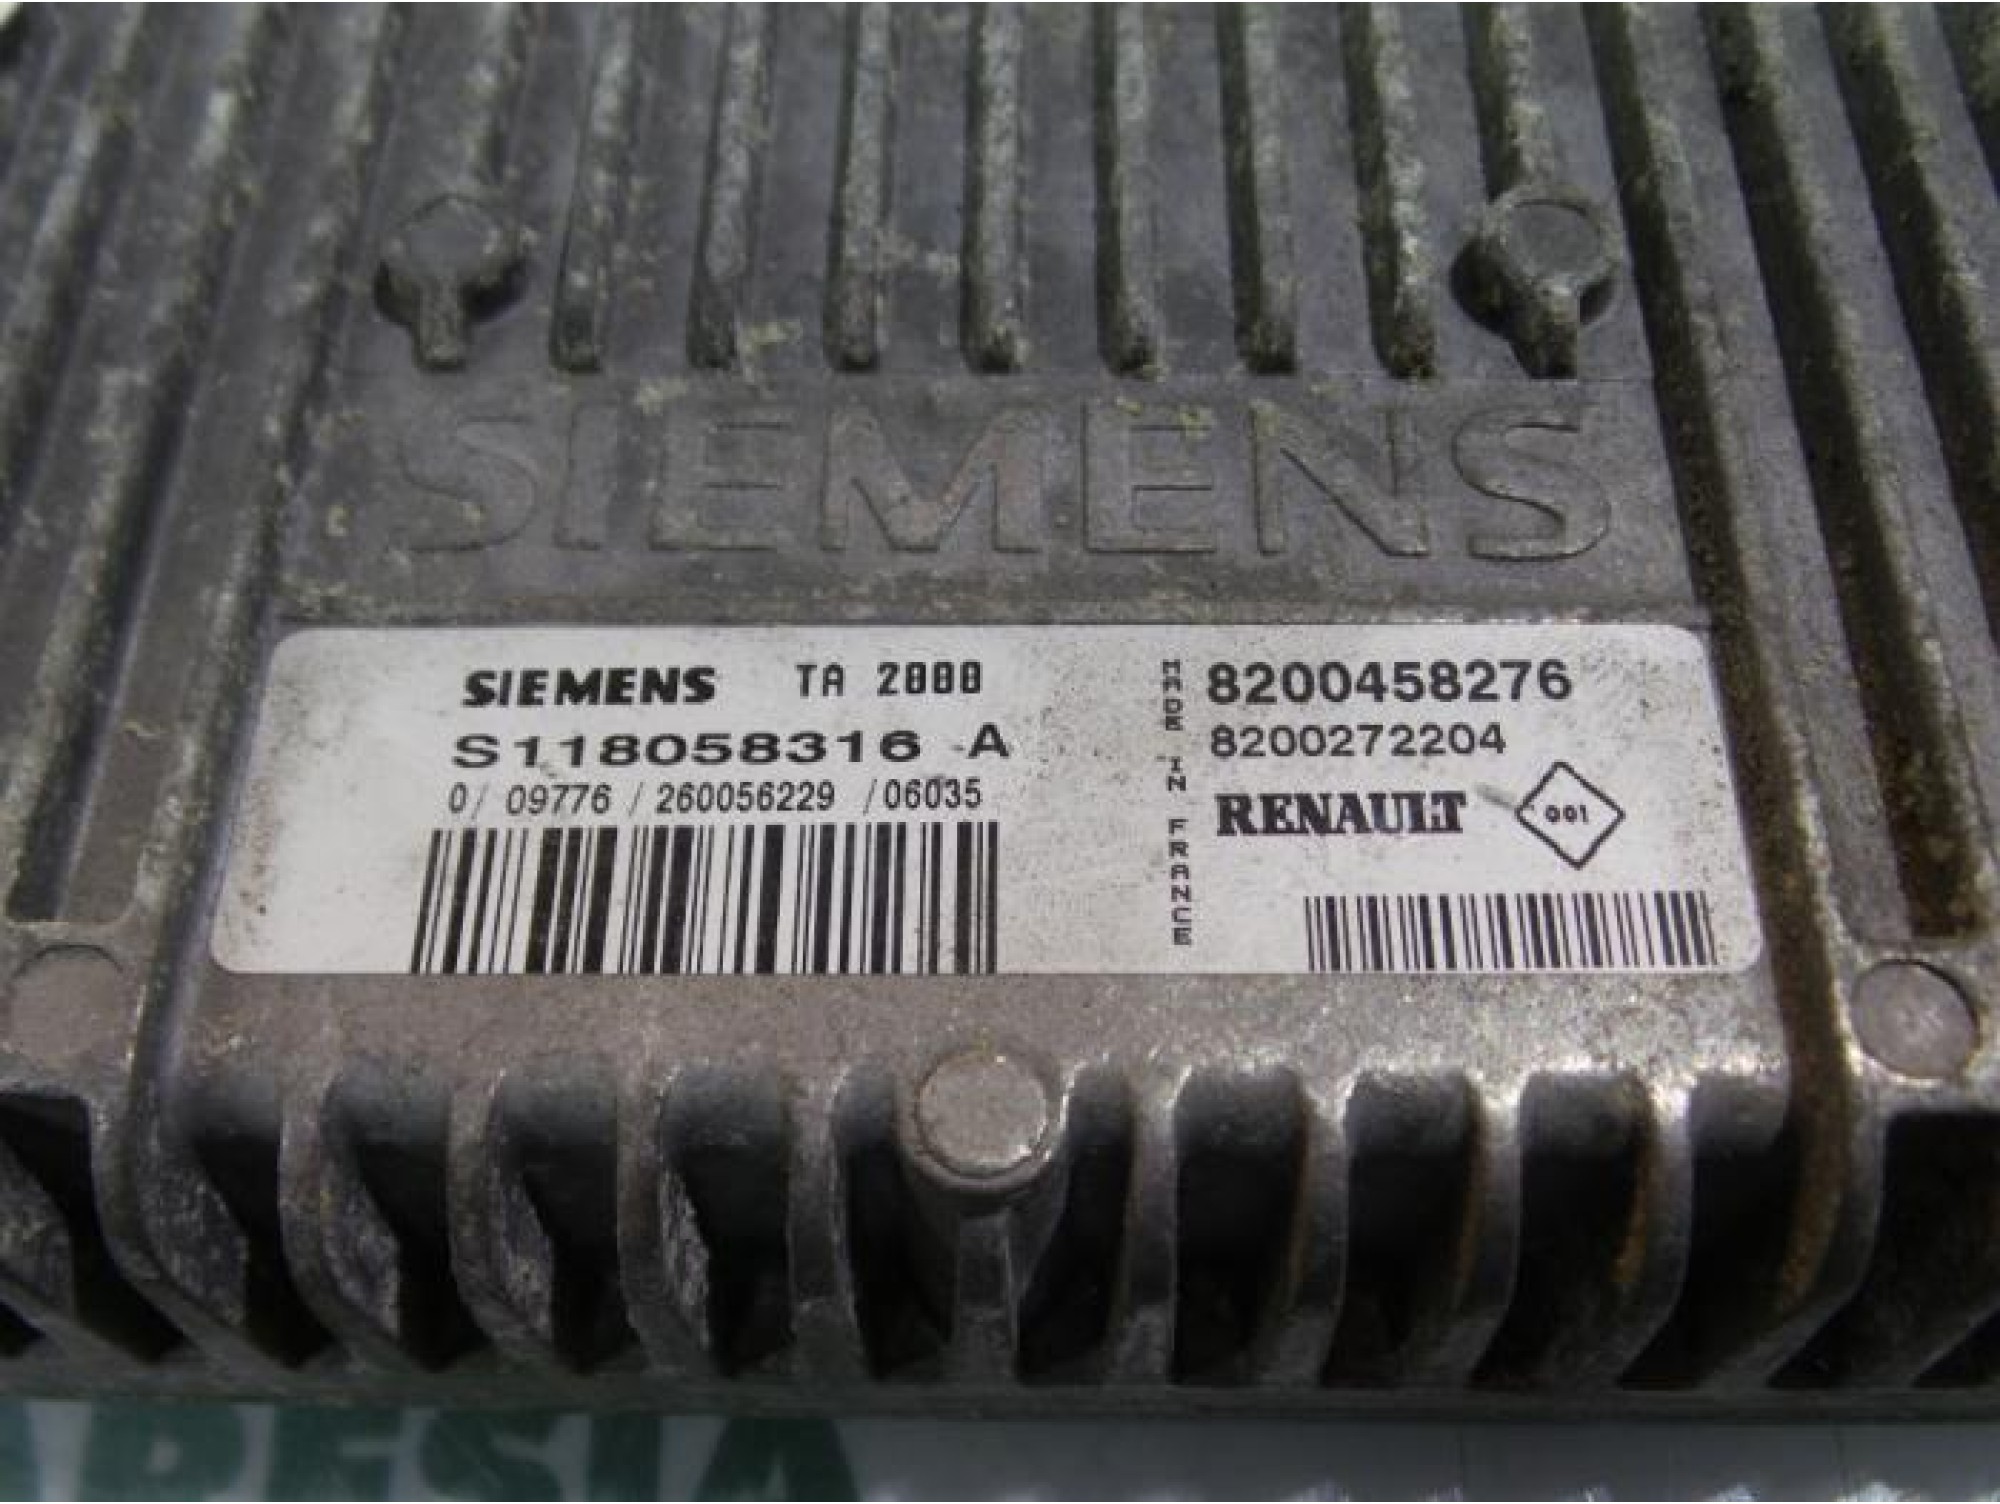 SIEMENS
SIEMENS TA 2000
S118058316 A
0/ 09776 / 260056229 /06035
MADE IN FRANCE
8200458276
8200272204
RENAULT 001